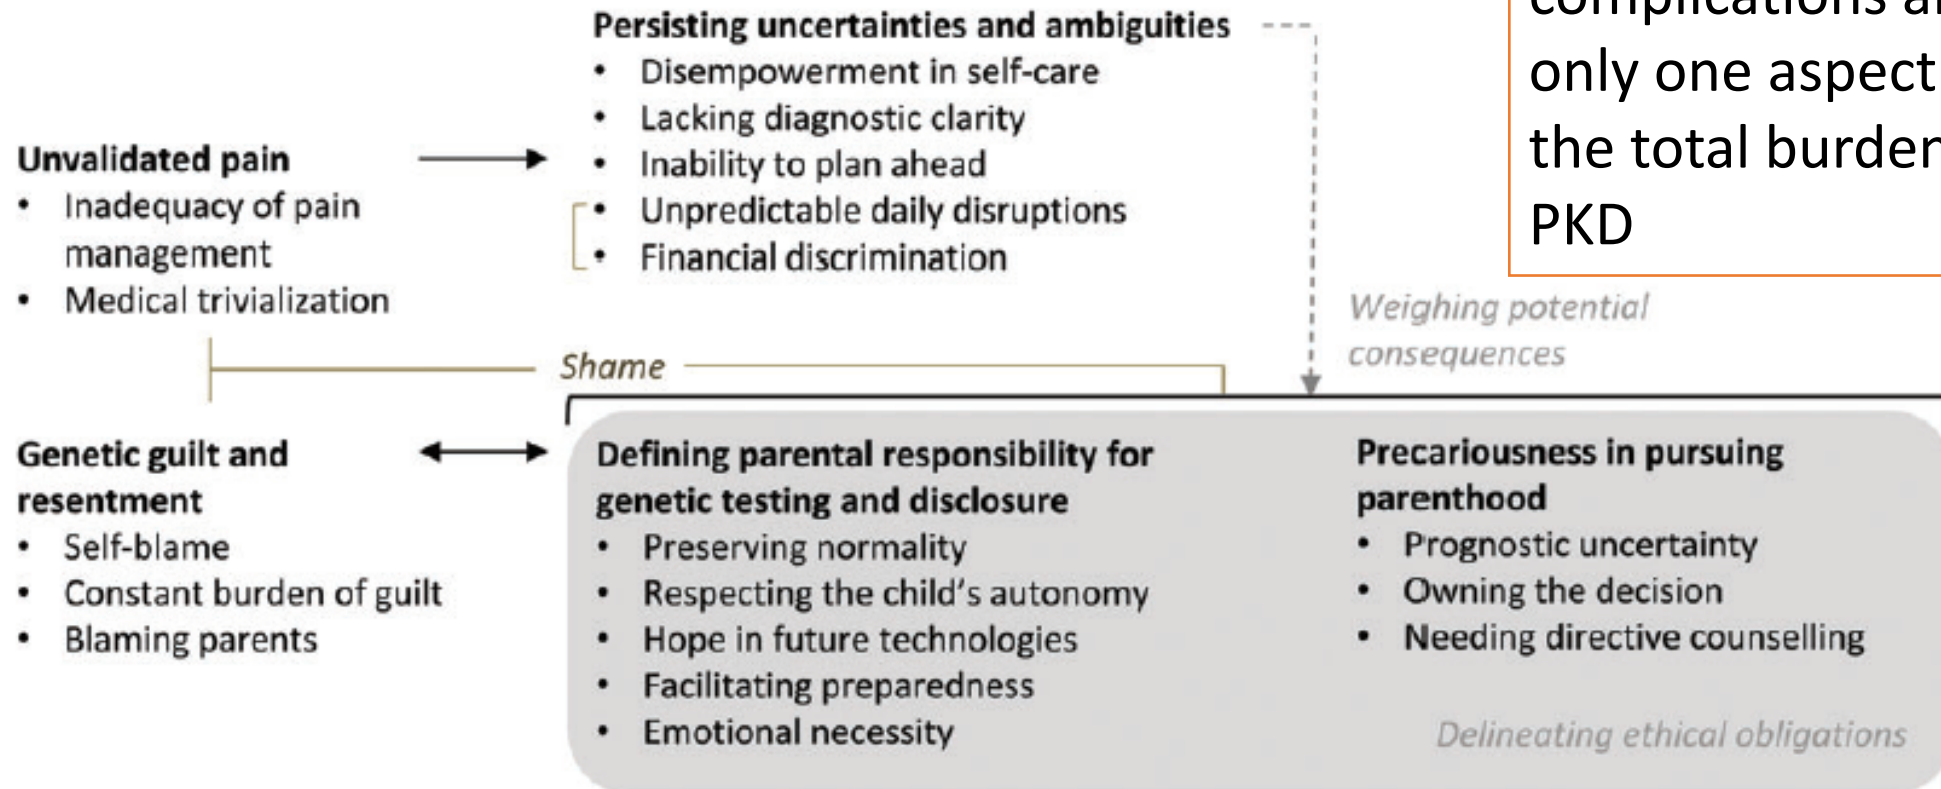 Persisting uncertainties and ambiguities
• Disempowerment in self-care
• Lacking diagnostic clarity
• Inability to plan ahead
• Unpredictable daily disruptions
• Financial discrimination
Unvalidated pain
• Inadequacy of pain
management
• Medical trivialization
only one aspect
the total burden
PKD
Weighing potential
consequences
Shame
Genetic guilt and
resentment
• Self-blame
• Constant burden of guilt
• Blaming parents
Defining parental responsibility for
genetic testing and disclosure
• Preserving normality
• Respecting the child's autonomy
• Hope in future technologies
• Facilitating preparedness
• Emotional necessity
Precariousness in pursuing
parenthood
• Prognostic uncertainty
• Owning the decision
• Needing directive counselling
Delineating ethical obligations